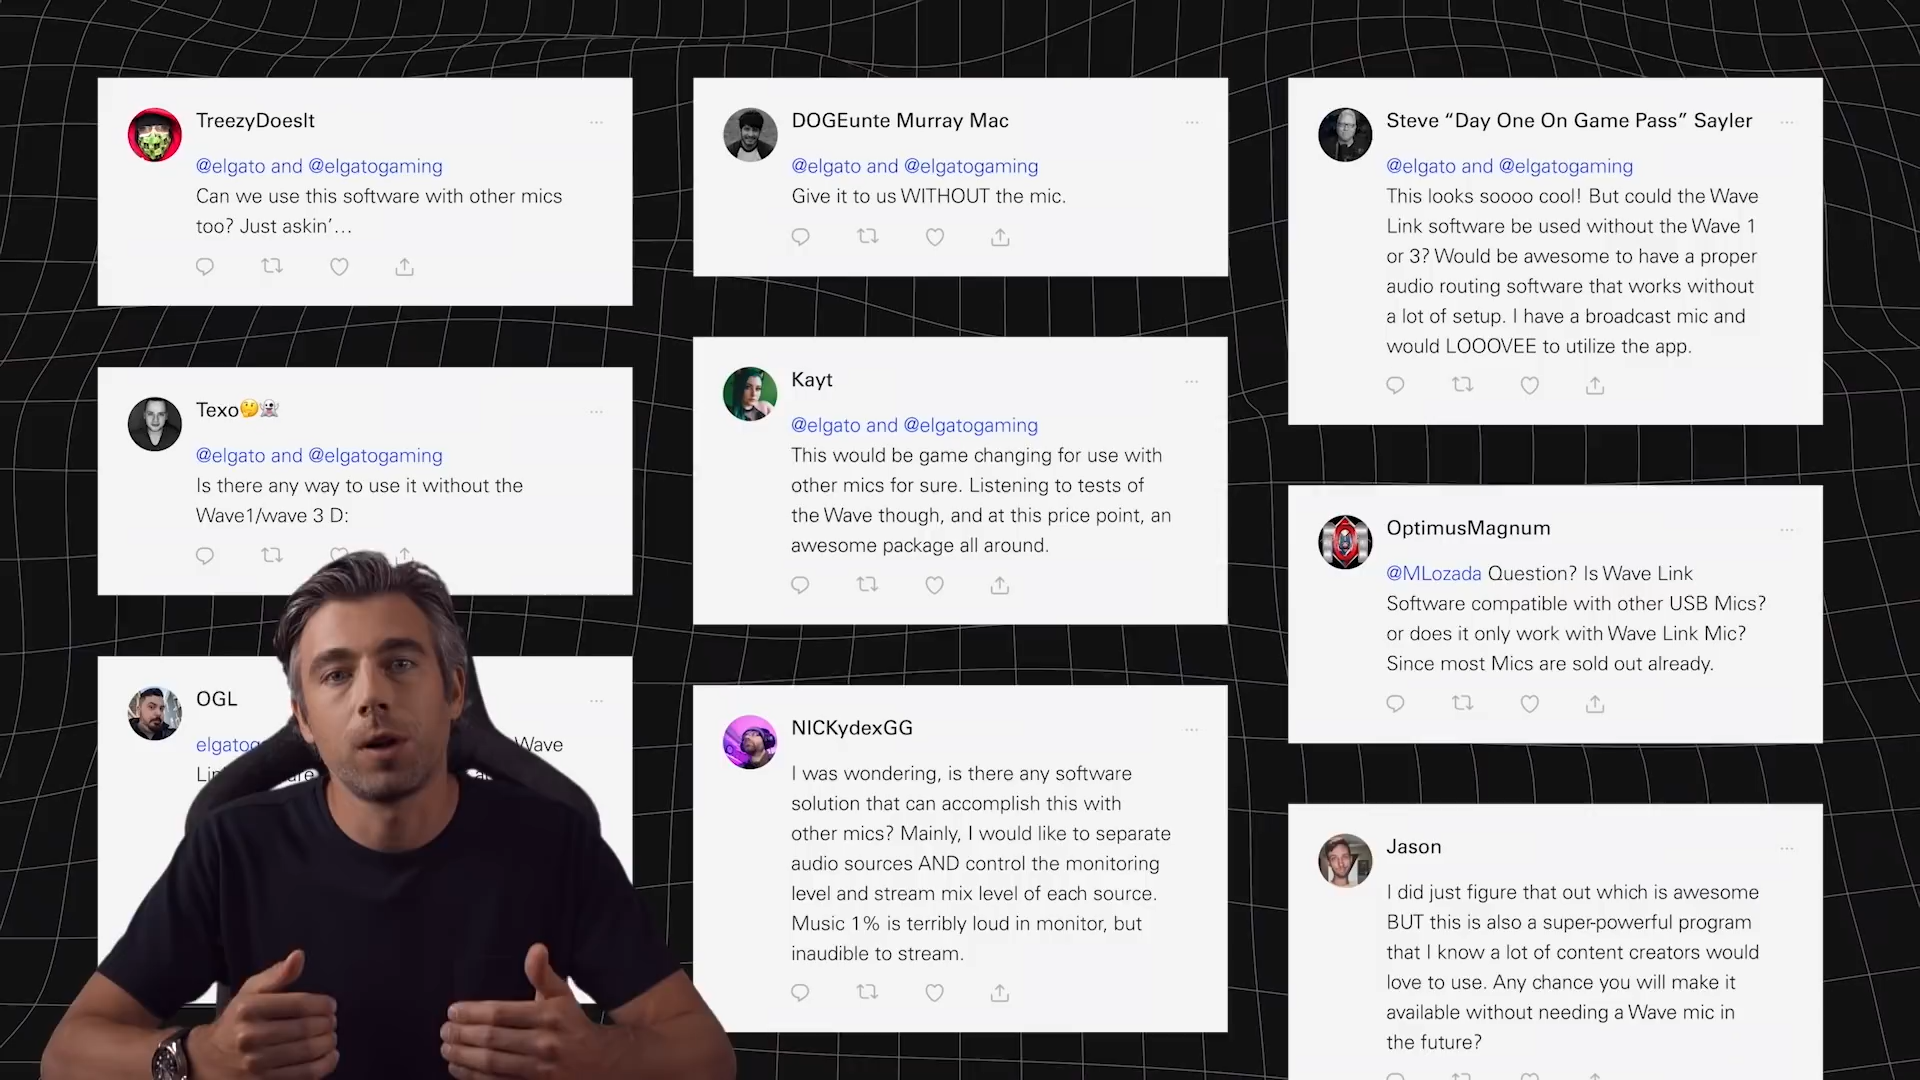 TreezyDoesIt
@elgato and @elgatogaming
Can we use this software with other mics
too? Just askin’…
Texo🤔👻
@elgato and @elgatogaming
Is there any way to use it without the
Wave1/wave 3 D:
OGL
Wave
DOGEunte Murray Mac
@elgato and @elgatogaming
Give it to us WITHOUT the mic.
Kayt
@elgato and @elgatogaming
This would be game changing for use with
other mics for sure. Listening to tests of
the Wave though, and at this price point, an
awesome package all around.
NICKydexGG
I was wondering, is there any software
solution that can accomplish this with
other mics? Mainly, I would like to separate
audio sources AND control the monitoring
level and stream mix level of each source.
Music 1% is terribly loud in monitor, but
inaudible to stream.
Steve “Day One On Game Pass” Sayler
@elgato and @elgatogaming
This looks soooo cool! But could the Wave
Link software be used without the Wave 1
or 3? Would be awesome to have a proper
audio routing software that works without
a lot of setup. I have a broadcast mic and
would LOOOVEE to utilize the app.
OptimusMagnum
@MLozada Question? Is Wave Link
Software compatible with other USB Mics?
or does it only work with Wave Link Mic?
Since most Mics are sold out already.
Jason
I did just figure that out which is awesome
BUT this is also a super-powerful program
that I know a lot of content creators would
love to use. Any chance you will make it
available without needing a Wave mic in
the future?